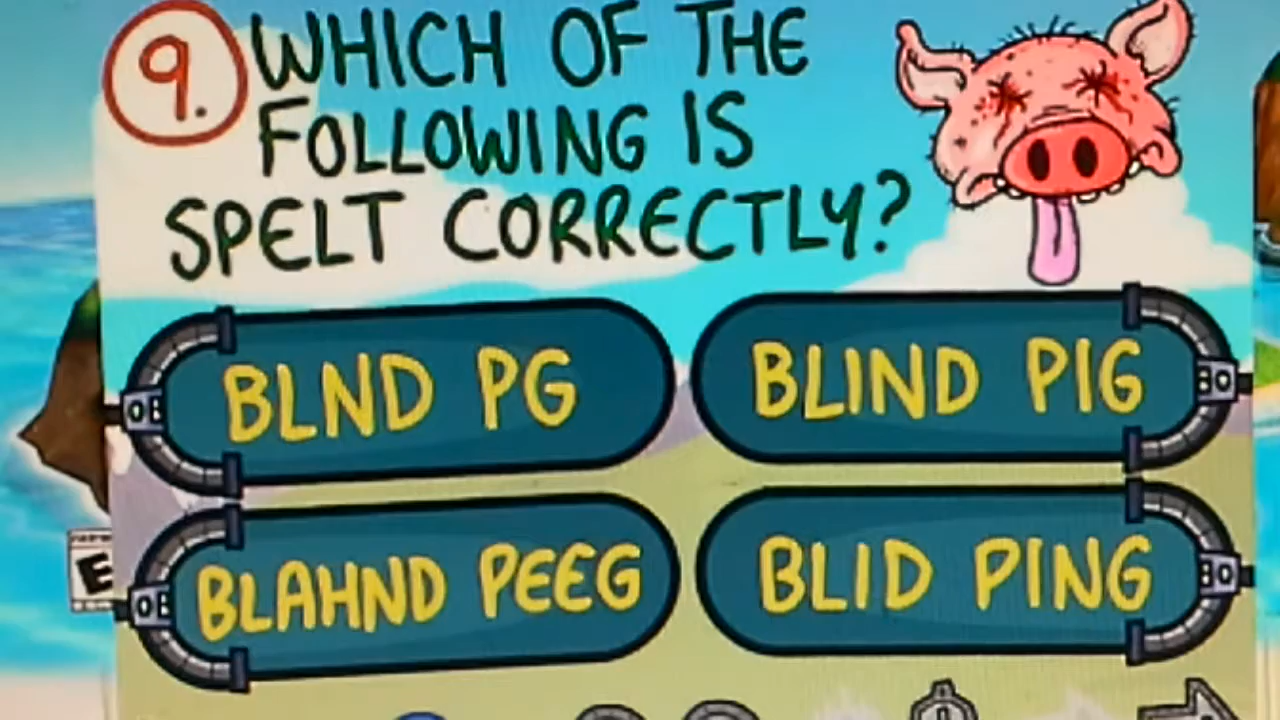 9. WHICH OF THE
FOLLOWING IS
SPELT CORRECTLY?
BLND PG
BLIND PIG
BLAHND PEEG
BLID PING
E